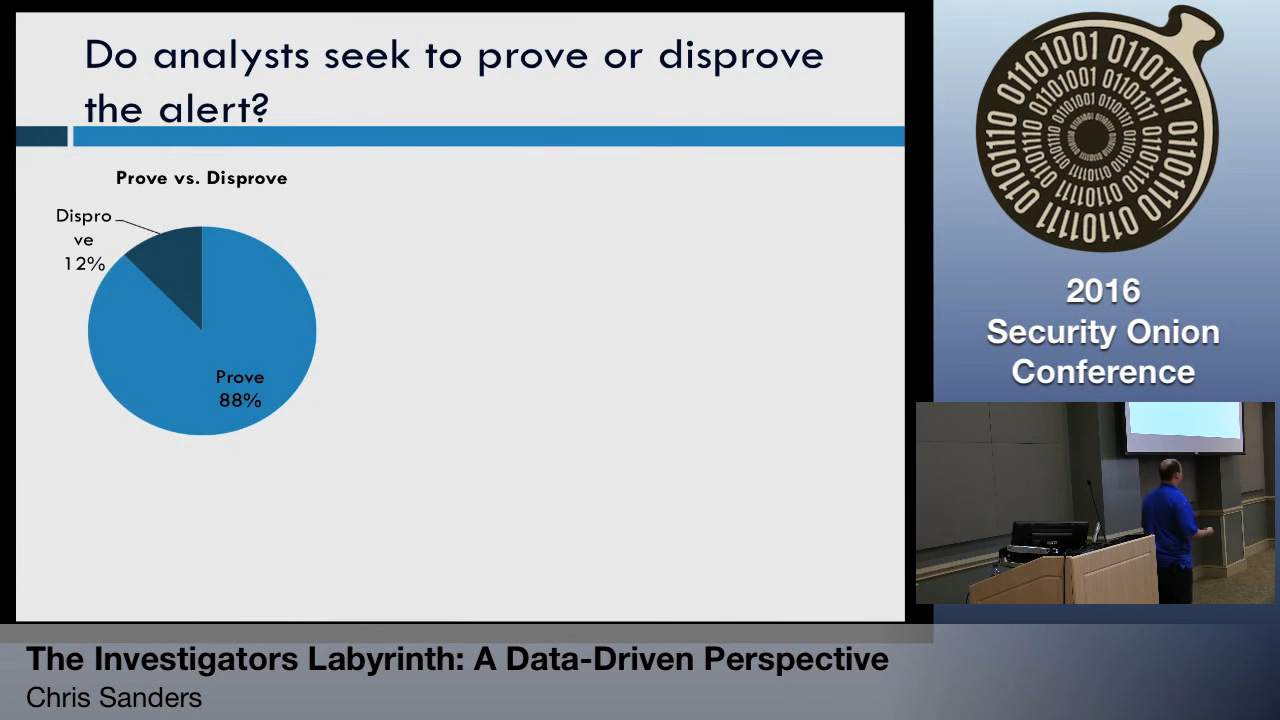 Do analysts seek to prove or disprove
the alert?
Prove vs. Disprove
Dispro
ve
12%
Prove
88%
2016
Security Onion
Conference
The Investigators Labyrinth: A Data-Driven Perspective
Chris Sanders